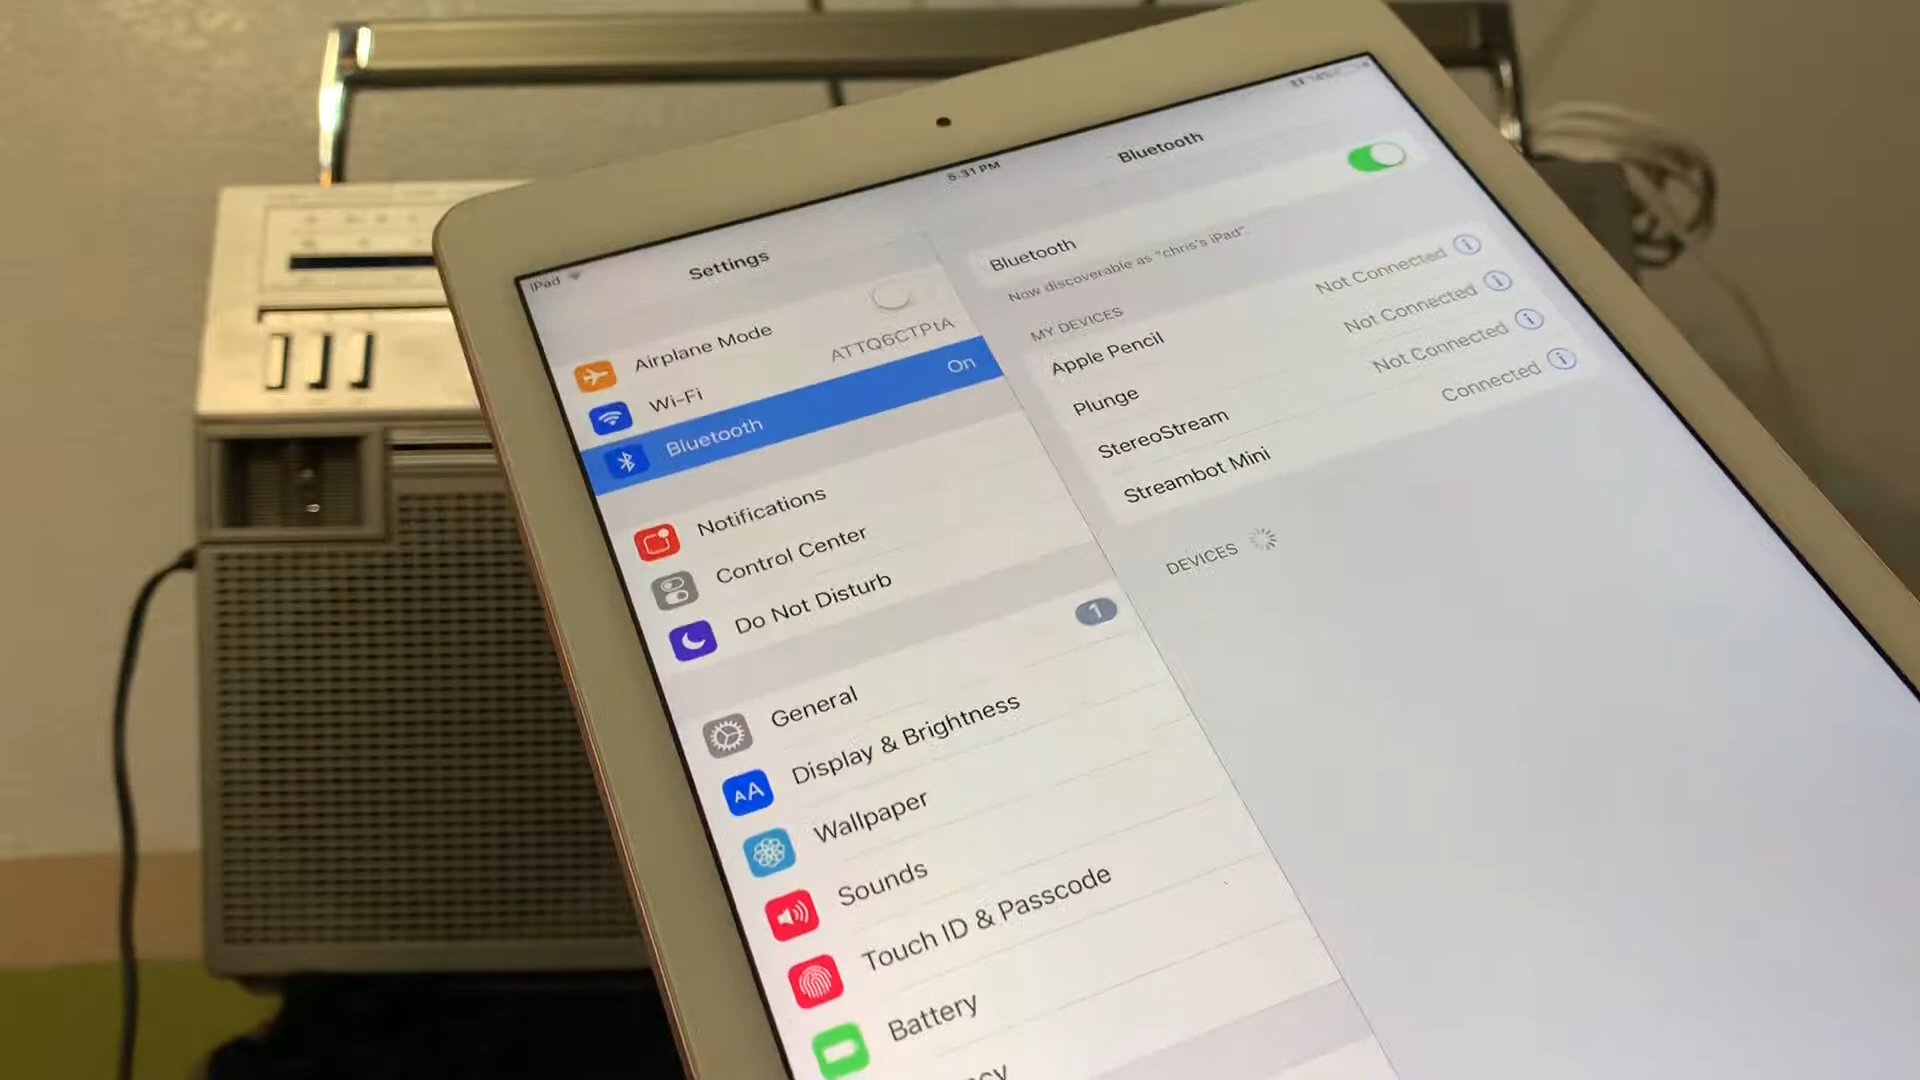 iPad
5:31 PM
Settings
Airplane Mode
Wi-Fi
ATTQ6CTPtA
Bluetooth
On
Notifications
Control Center
Do Not Disturb
General
1
Display & Brightness
AA
Wallpaper
Sounds
Touch ID & Passcode
Battery
Bluetooth
Bluetooth
Now discoverable as "chris's iPad".
MY DEVICES
Apple Pencil
Not Connected
Plunge
Not Connected
StereoStream
Not Connected
Streambot Mini
Connected
DEVICES